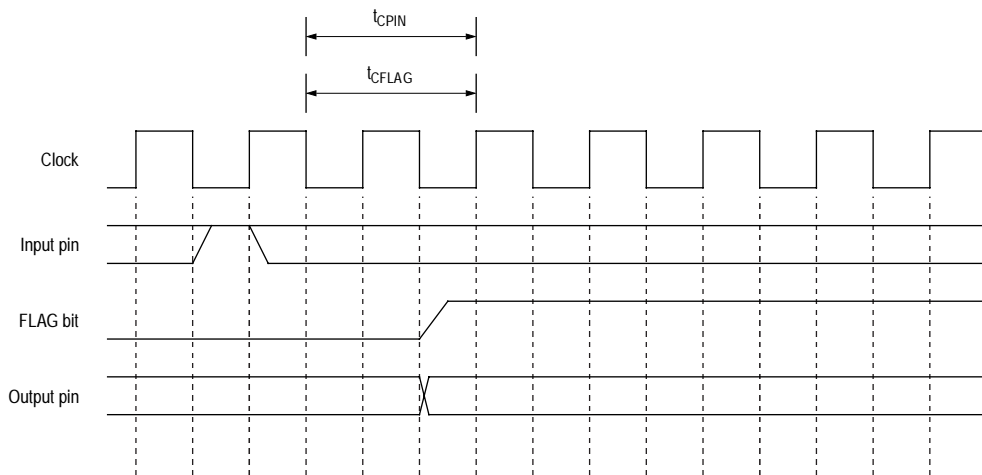 tCPIN
tCFLAG
Clock
Input pin
FLAG bit
Output pin